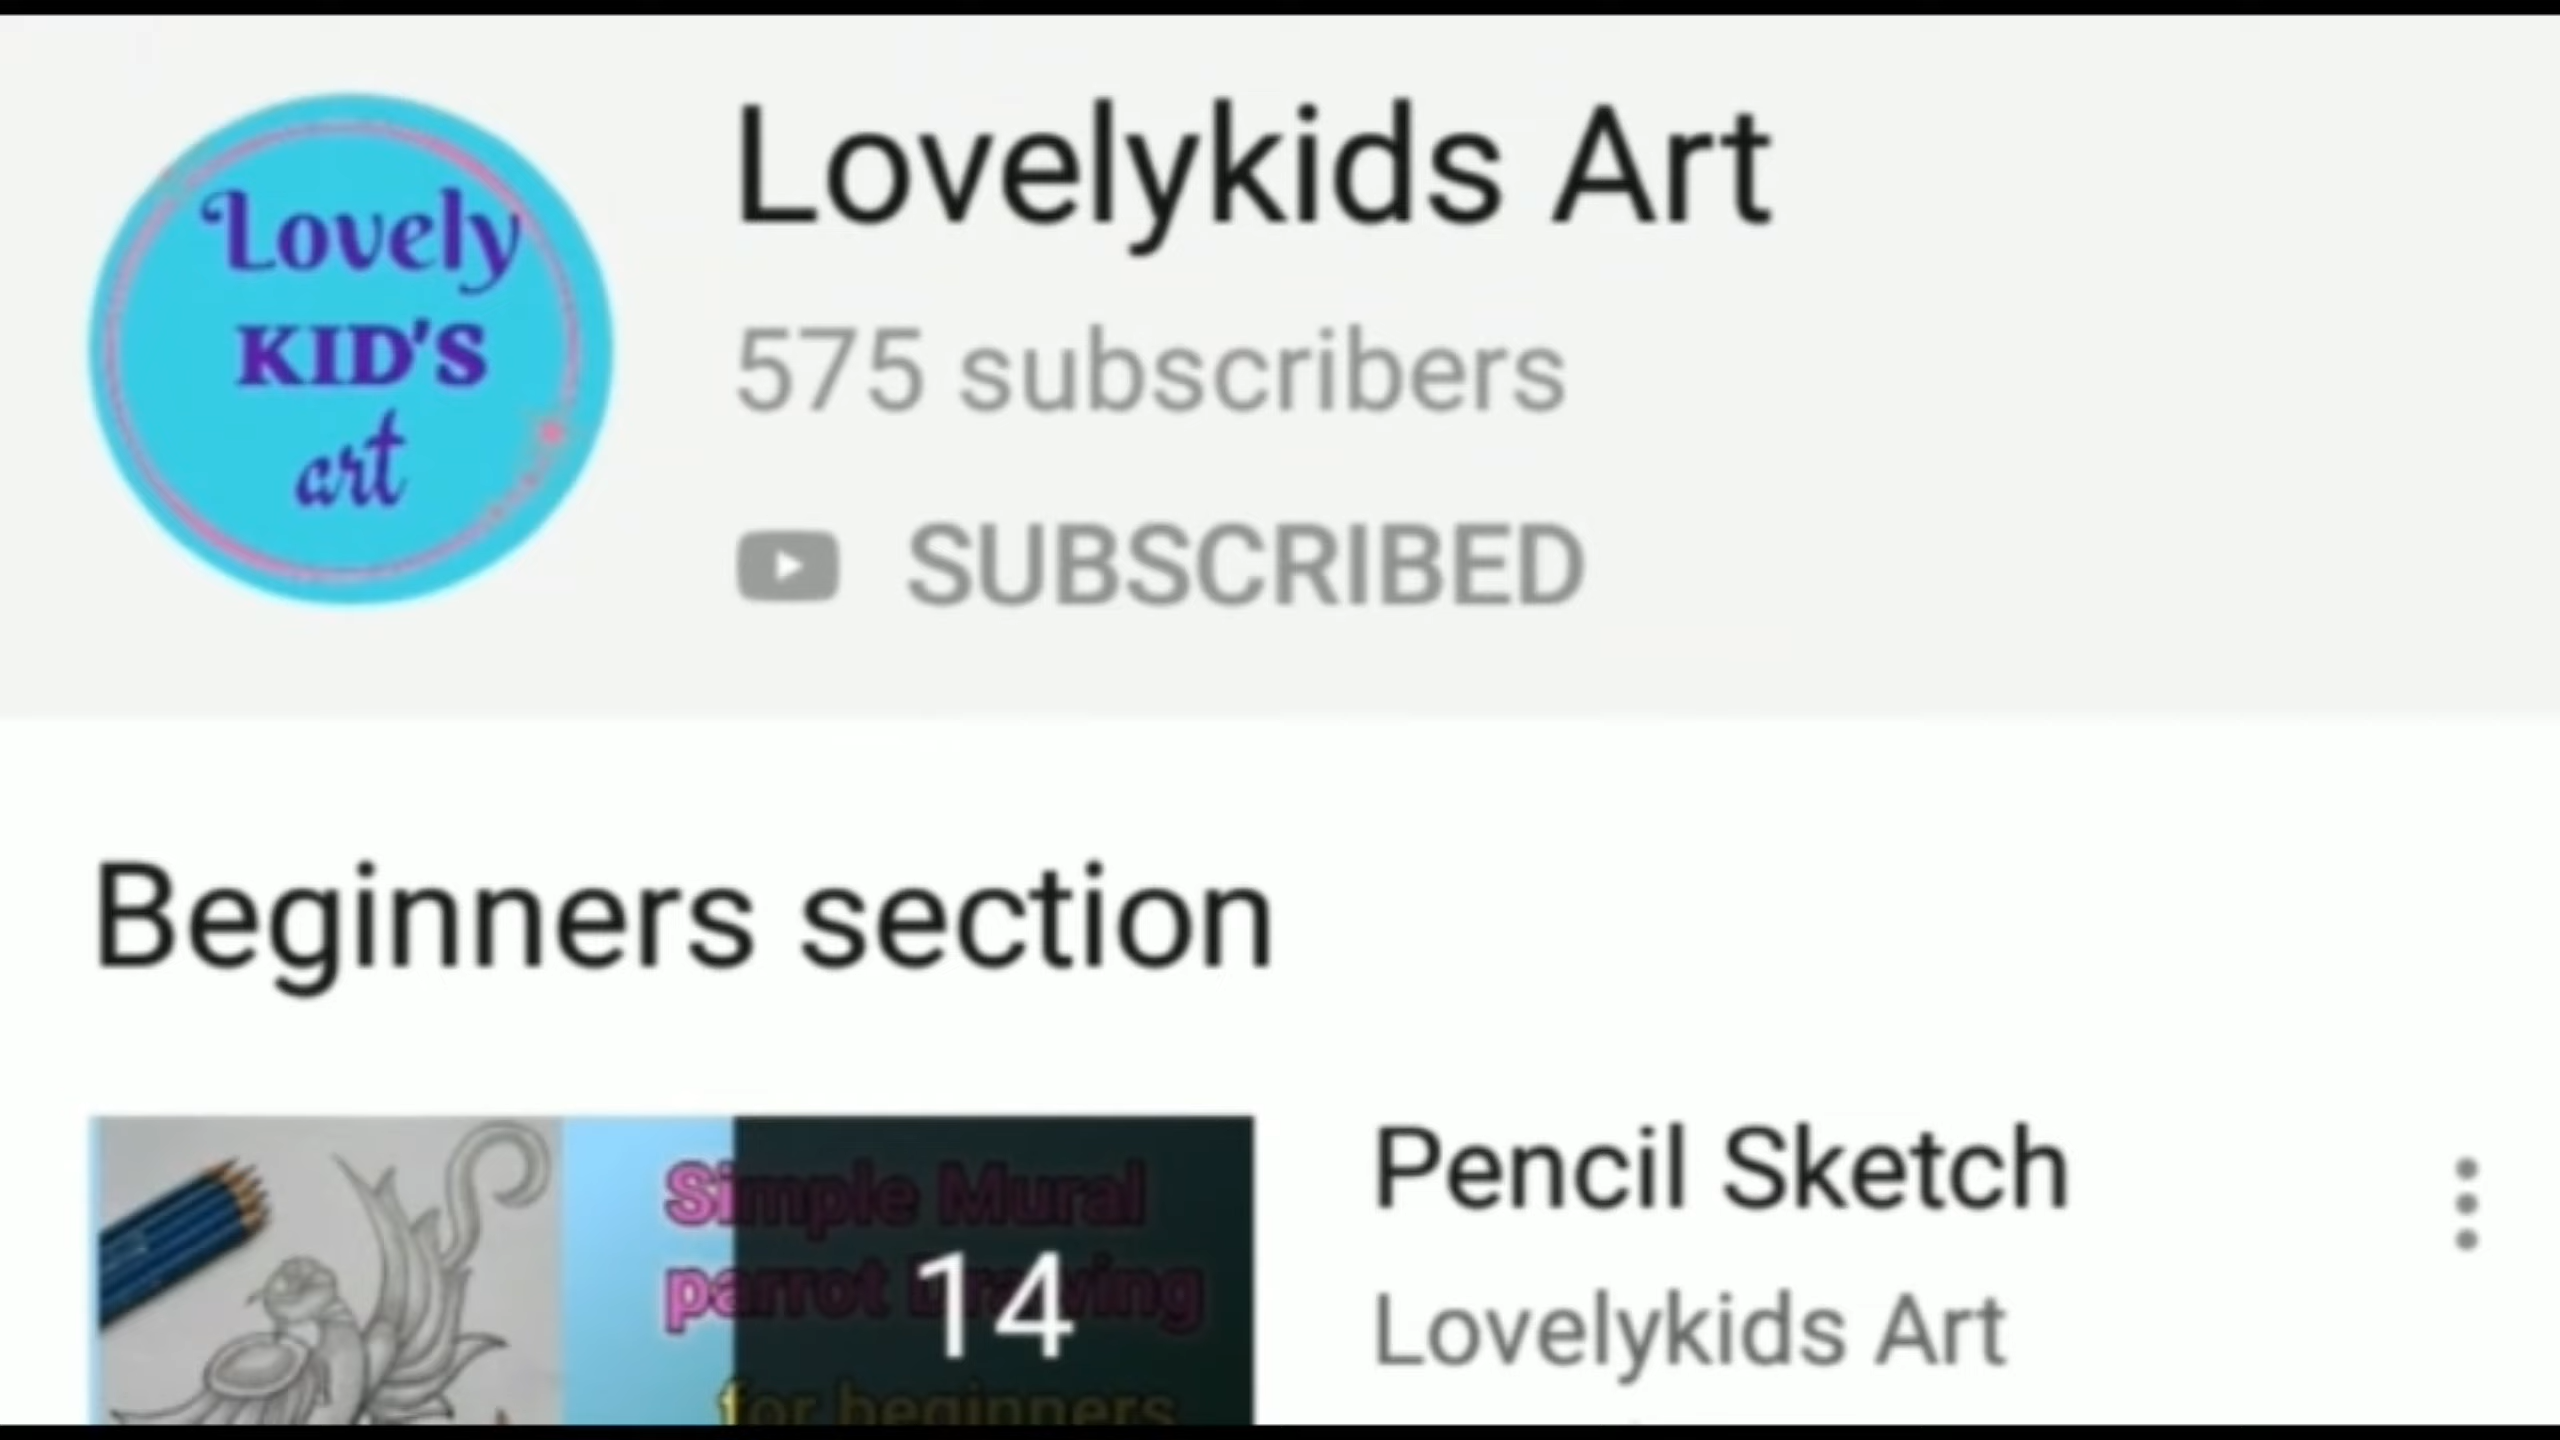 Lovely
KID'S
art
Lovelykids Art
575 subscribers
SUBSCRIBED
Beginners section
Simple Mural
parrot Drawing
for beginners
14
Pencil Sketch
Lovelykids Art